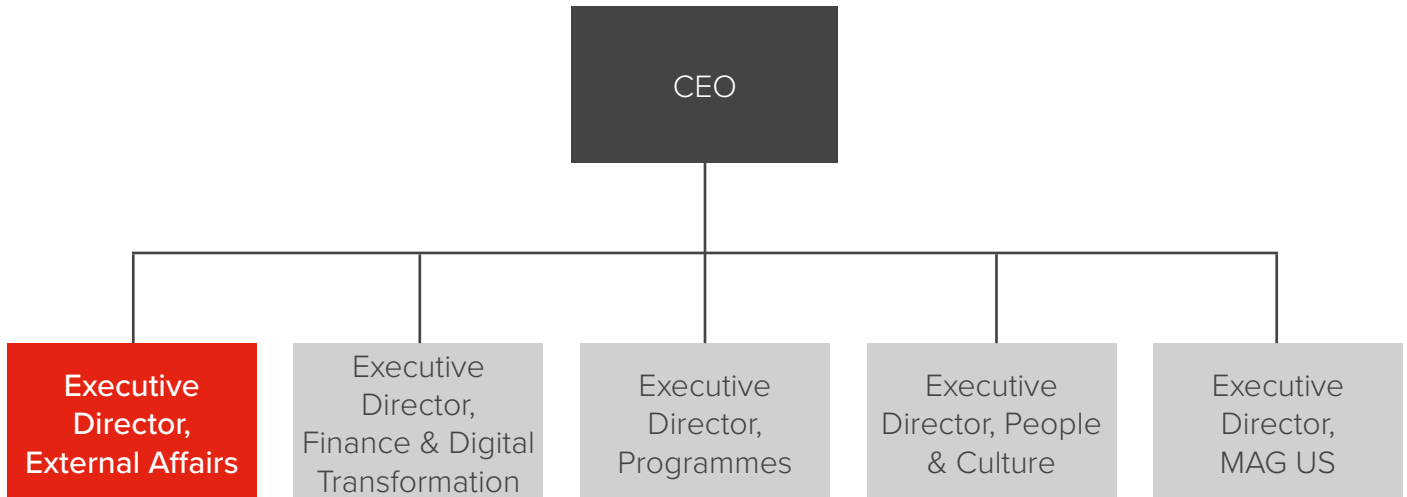 CEO
Executive
Director,
External Affairs
Executive
Director,
Finance & Digital
Transformation
Executive
Director,
Programmes
Executive
Director, People
& Culture
Executive
Director,
MAG US